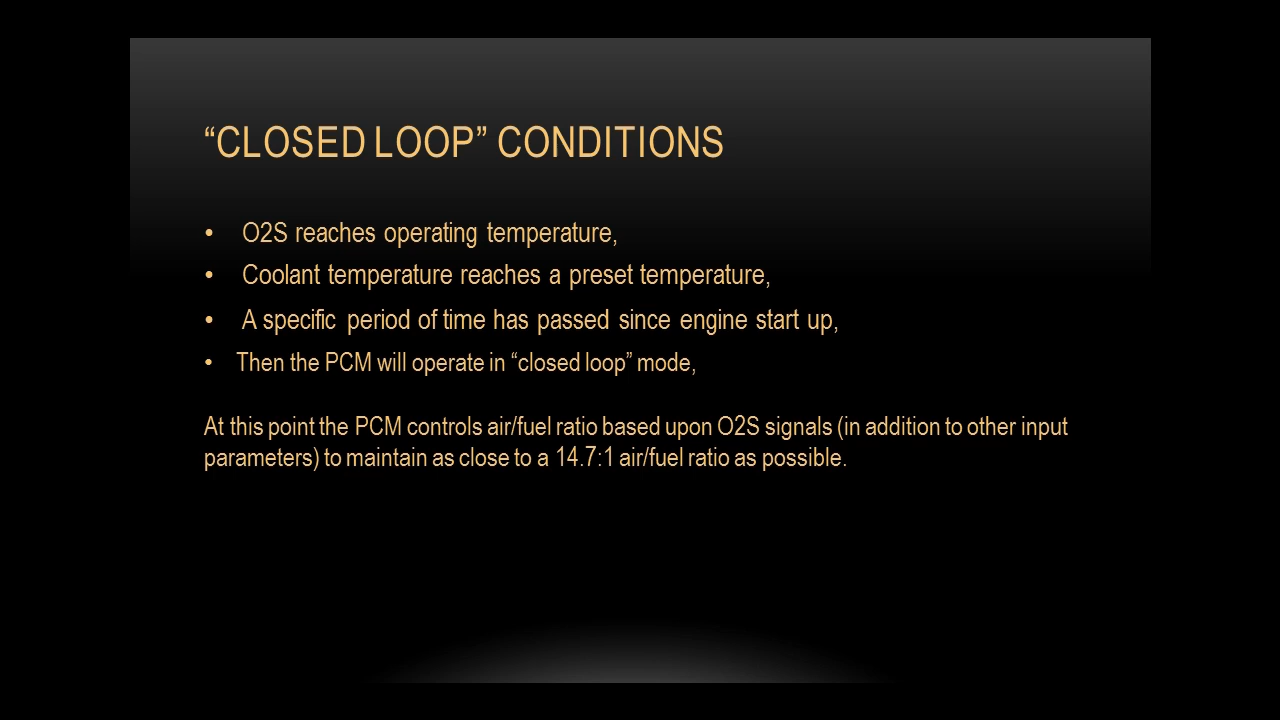 “CLOSED LOOP” CONDITIONS
• O2S reaches operating temperature,
• Coolant temperature reaches a preset temperature,
• A specific period of time has passed since engine start up,
• Then the PCM will operate in “closed loop” mode,
At this point the PCM controls air/fuel ratio based upon O2S signals (in addition to other input
parameters) to maintain as close to a 14.7:1 air/fuel ratio as possible.